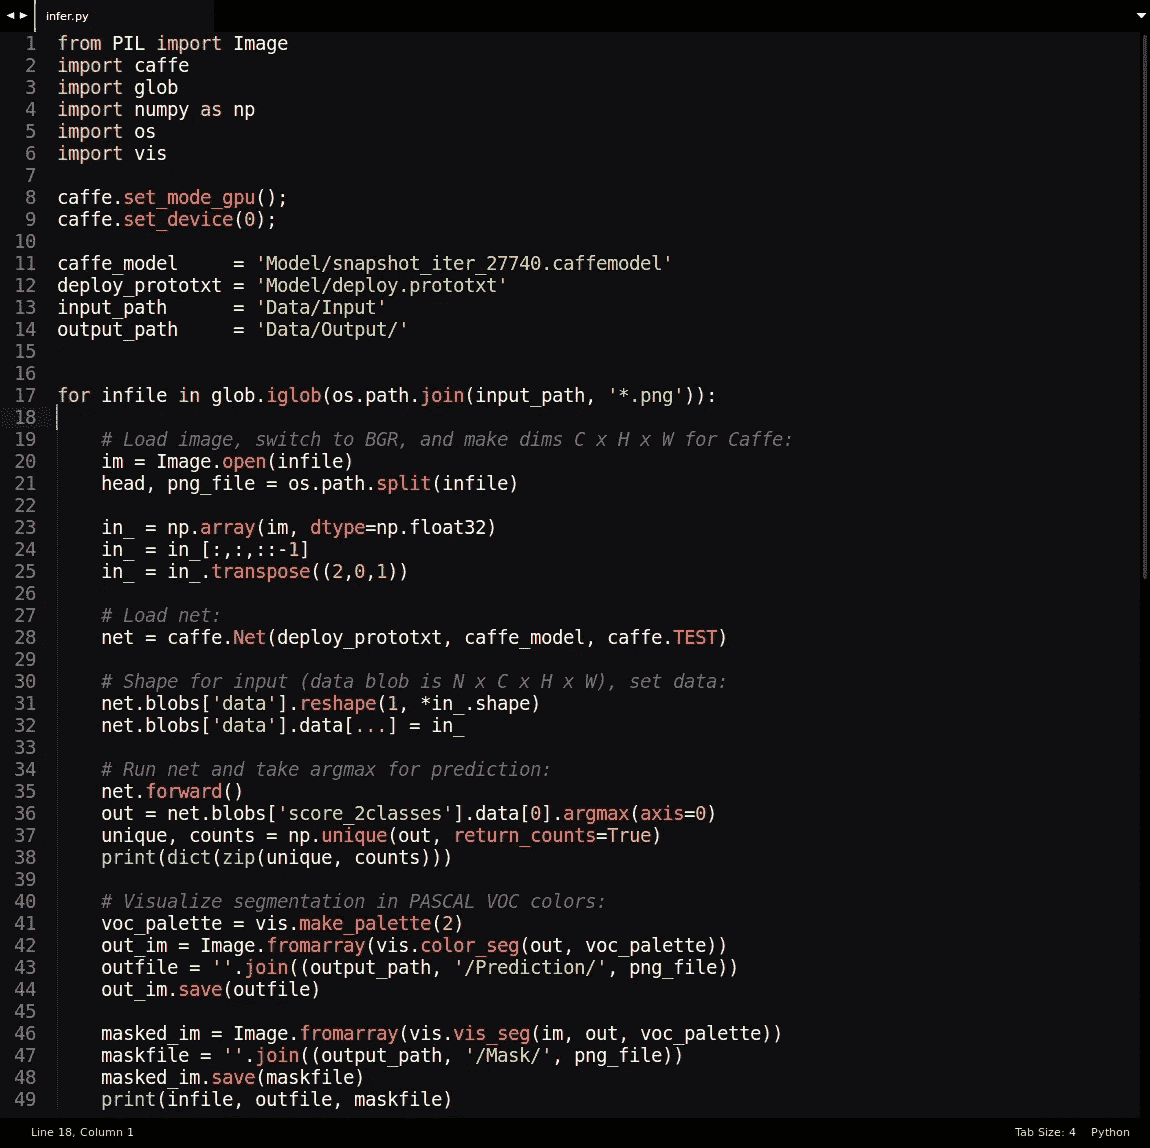 infer.py
1 from PIL import Image
2 import caffe
3 import glob
4 import numpy as np
5 import os
6 import vis
7
8 caffe.set_mode_gpu();
9 caffe.set_device(0);
10
11 caffe_model     = 'Model/snapshot_iter_27740.caffemodel'
12 deploy_prototxt = 'Model/deploy.prototxt'
13 input_path      = 'Data/Input'
14 output_path     = 'Data/Output/'
15
16
17 for infile in glob.iglob(os.path.join(input_path, '*.png')):
18
19     # Load image, switch to BGR, and make dims C x H x W for Caffe:
20     im = Image.open(infile)
21     head, png_file = os.path.split(infile)
22
23     in_ = np.array(im, dtype=np.float32)
24     in_ = in_[:,:,::-1]
25     in_ = in_.transpose((2,0,1))
26
27     # Load net:
28     net = caffe.Net(deploy_prototxt, caffe_model, caffe.TEST)
29
30     # Shape for input (data blob is N x C x H x W), set data:
31     net.blobs['data'].reshape(1, *in_.shape)
32     net.blobs['data'].data[...] = in_
33
34     # Run net and take argmax for prediction:
35     net.forward()
36     out = net.blobs['score_2classes'].data[0].argmax(axis=0)
37     unique, counts = np.unique(out, return_counts=True)
38     print(dict(zip(unique, counts)))
39
40     # Visualize segmentation in PASCAL VOC colors:
41     voc_palette = vis.make_palette(2)
42     out_im = Image.fromarray(vis.color_seg(out, voc_palette))
43     outfile = ''.join((output_path, '/Prediction/', png_file))
44     out_im.save(outfile)
45
46     masked_im = Image.fromarray(vis.vis_seg(im, out, voc_palette))
47     maskfile = ''.join((output_path, '/Mask/', png_file))
48     masked_im.save(maskfile)
49     print(infile, outfile, maskfile)
Line 18, Column 1 Tab Size: 4 Python